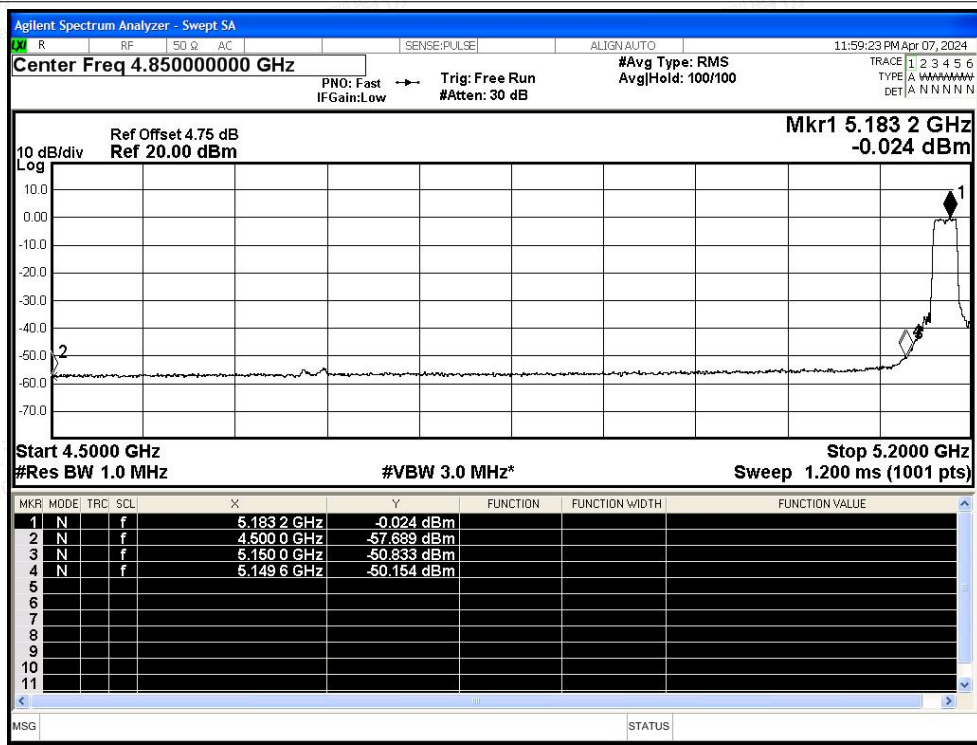 Agilent Spectrum Analyzer - Swept SA
LXI R RF 50 Ω AC SENSE:PULSE ALIGN AUTO 11:59:23 PM Apr 07, 2024
Center Freq 4.850000000 GHz #Avg Type: RMS TRACE 1 2 3 4 5 6
PNO: Fast Trig: Free Run Avg|Hold: 100/100 TYPE A
IFGain:Low #Atten: 30 dB DET A N N N N N
Mkr1 5.183 2 GHz
Ref Offset 4.75 dB
10 dB/div Ref 20.00 dBm -0.024 dBm
Log
10.0
1
0.00
-10.0
-20.0
-30.0
-40.0
4
-50.0 2
-60.0
-70.0
Start 4.5000 GHz Stop 5.2000 GHz
#Res BW 1.0 MHz #VBW 3.0 MHz* Sweep 1.200 ms (1001 pts)
MKR MODE TRC SCL X Y FUNCTION FUNCTION WIDTH FUNCTION VALUE
1 N f 5.183 2 GHz -0.024 dBm
2 N f 4.500 0 GHz -57.689 dBm
3 N f 5.150 0 GHz -50.833 dBm
4 N f 5.149 6 GHz -50.154 dBm
5
6
7
8
9
10
11
MSG STATUS